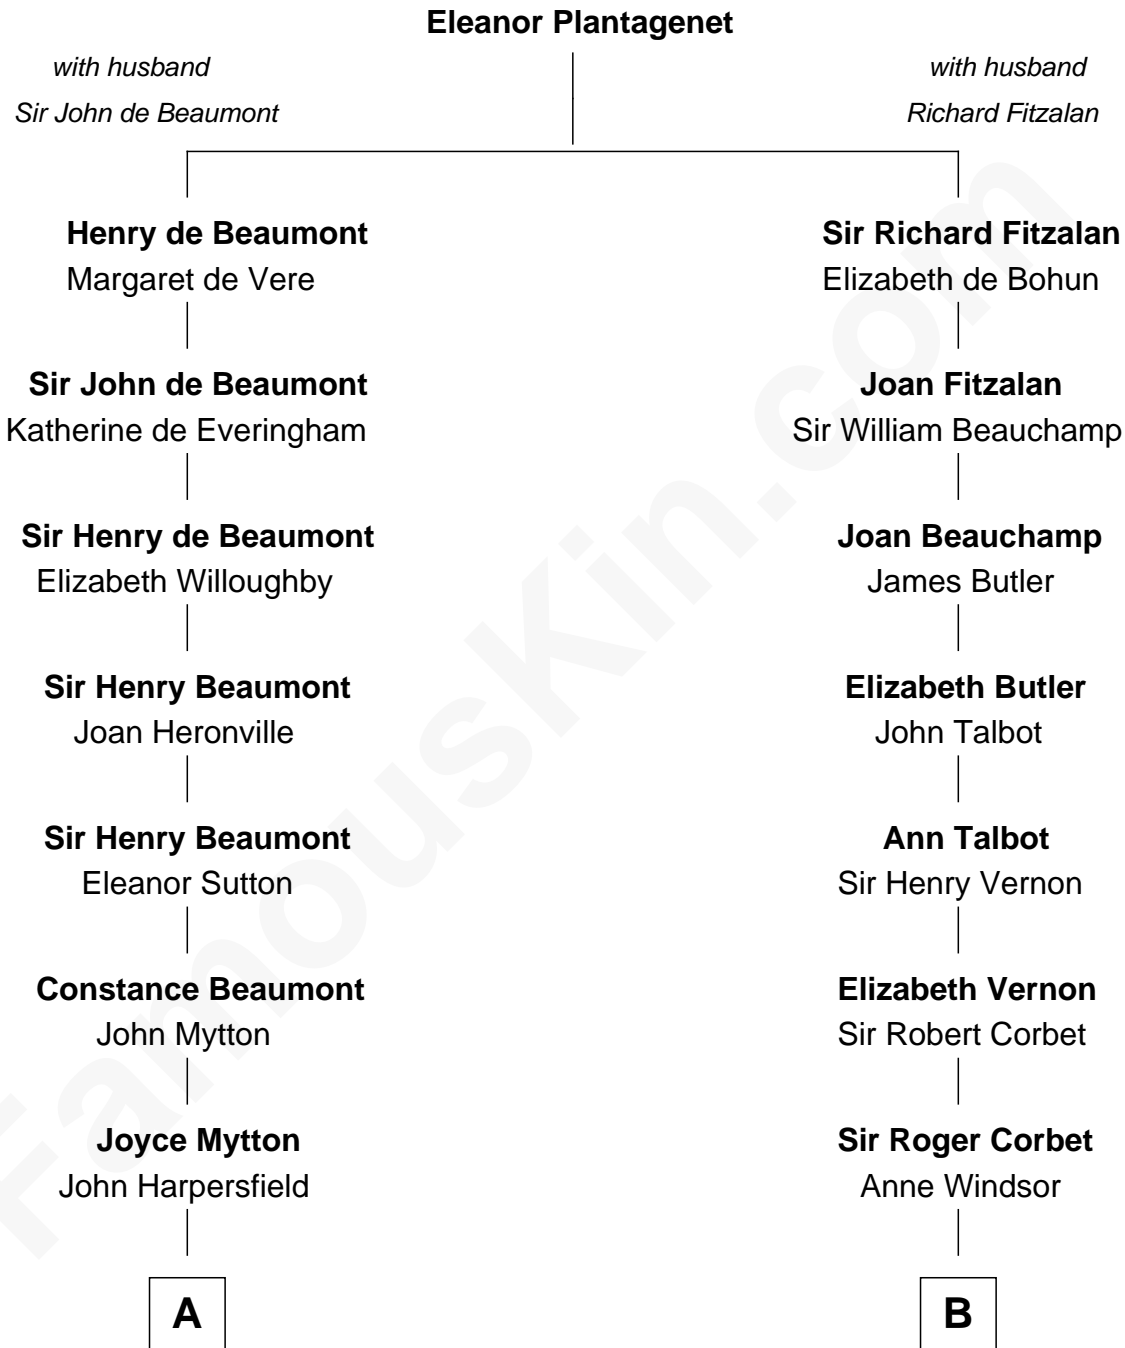 Eleanor Plantagenet
with husband
Sir John de Beaumont
with husband
Richard Fitzalan
Henry de Beaumont
Margaret de Vere
Sir John de Beaumont
Katherine de Everingham
Sir Henry de Beaumont
Elizabeth Willoughby
Sir Henry Beaumont
Joan Heronville
Sir Henry Beaumont
Eleanor Sutton
Constance Beaumont
John Mytton
Joyce Mytton
John Harpersfield
A
Sir Richard Fitzalan
Elizabeth de Bohun
Joan Fitzalan
Sir William Beauchamp
Joan Beauchamp
James Butler
Elizabeth Butler
John Talbot
Ann Talbot
Sir Henry Vernon
Elizabeth Vernon
Sir Robert Corbet
Sir Roger Corbet
Anne Windsor
B
FamousKin.com